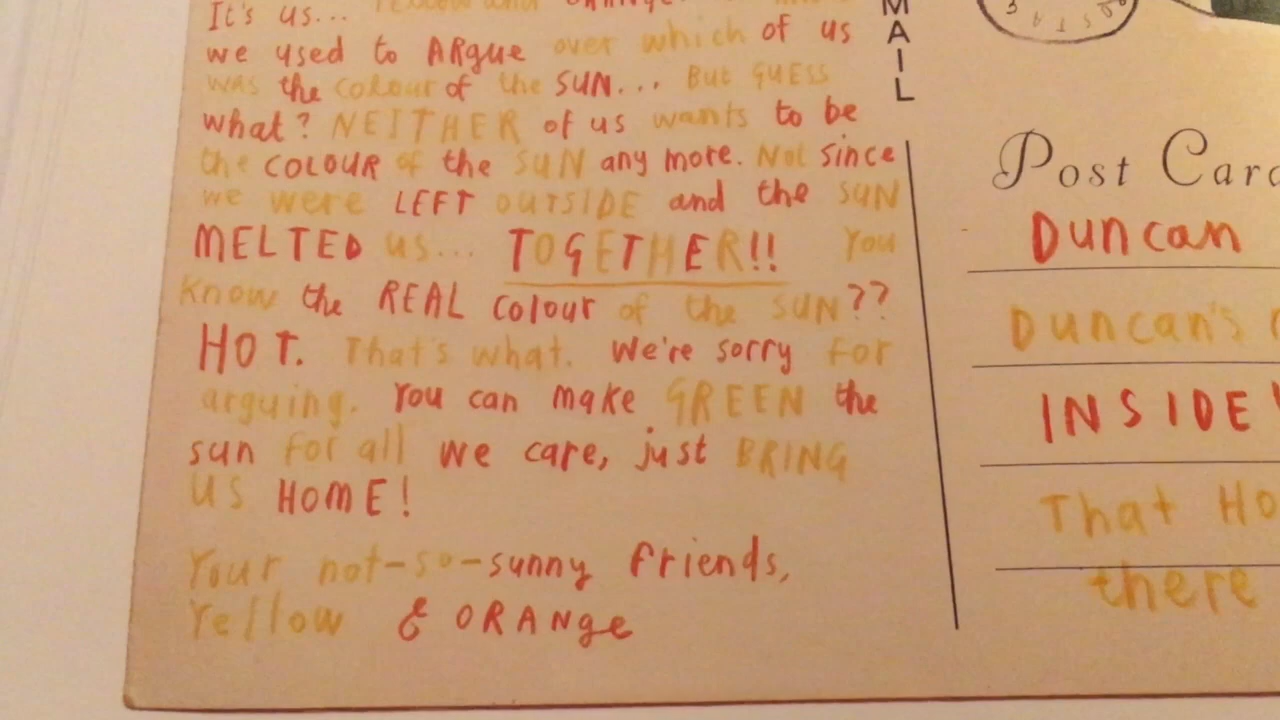 It's us... Yellow and orange.
we used to ARgue over which of us
was the colour of the SUN... But GUESS
what? NEITHER of us wants to be
the COLOUR of the SUN any more. Not since
we were LEFT OUTSIDE and the SUN
MELTED us... TOGETHER!! You
know the REAL colour of the SUN??
HOT. That's what. We're sorry for
arguing. You can make GREEN the
sun for all we care, just BRING
US HOME!
Your not-so-sunny friends,
Yellow & ORANge
MAIL
Post Card
Duncan
Duncan's
INSIDE
That Ho
there